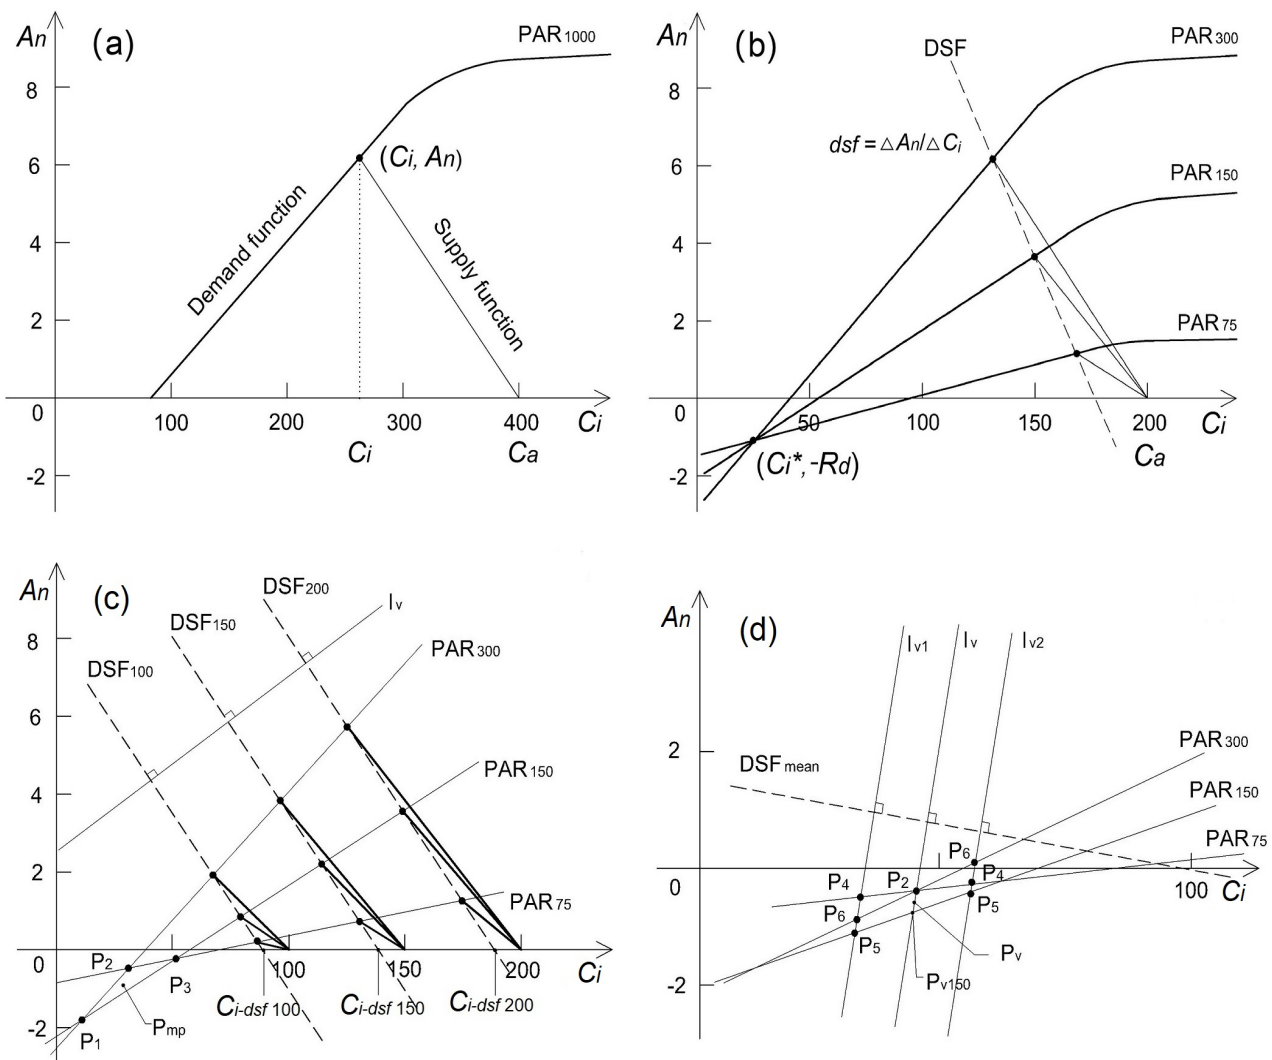 An
(a)
PAR1000
8
6
(Ci, An)
4
Demand function
Supply function
2
0
100
200
300
400
Ci
Ci
Ca
-2
An
(b)
DSF
PAR300
8
dsf = △An/△Ci
6
PAR150
4
2
PAR75
0
50
100
150
200
Ci
(Ci*, -Rd)
Ca
-2
An
(c)
DSF200
Iv
DSF150
PAR300
8
DSF100
6
PAR150
4
2
PAR75
0
P2
P3
100
150
200
Ci
Ci-dsf 100
Ci-dsf 150
Ci-dsf 200
-2
P1
Pmp
An
(d)
Iv1
Iv
Iv2
2
DSFmean
PAR300
PAR150
PAR75
P6
0
P4
P2
P4
100
Ci
P6
P5
P5
Pv
-2
Pv150